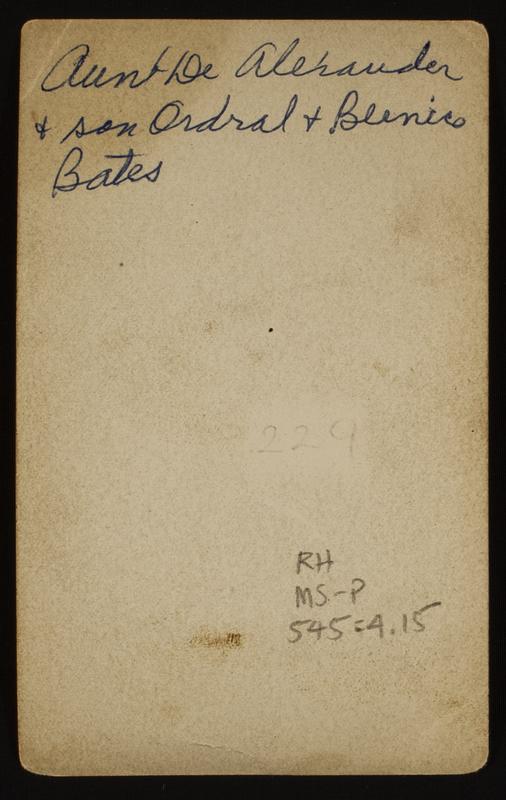 Aunt De Alexander
& son Ordral & Bernice
Bates
229
RH
MS-P
545:4.15